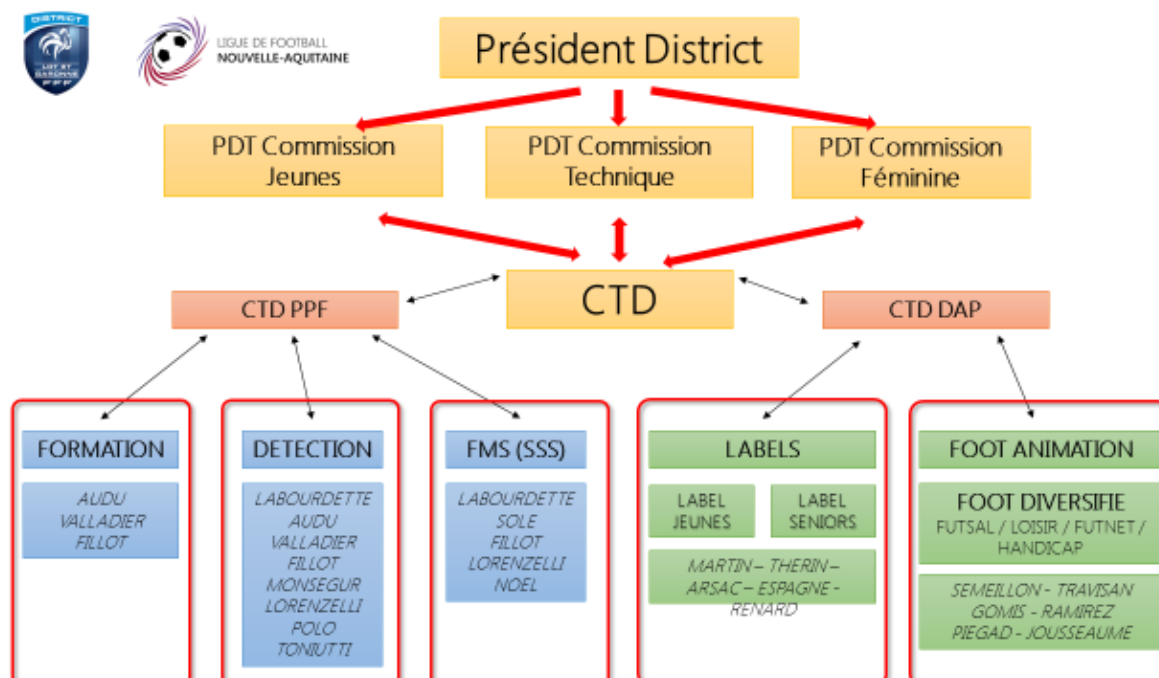 DISTRICT
LOT ET
GARONNE
LIGUE DE FOOTBALL
NOUVELLE-AQUITAINE
Président District
PDT Commission
Jeunes
PDT Commission
Technique
PDT Commission
Féminine
CTD PPF
CTD
CTD DAP
FORMATION
AUDU
VALLADIER
FILLOT
DETECTION
LABOURDETTE
AUDU
VALLADIER
FILLOT
MONSEGUR
LORENZELLI
POLO
TONIUTTI
FMS (SSS)
LABOURDETTE
SOLE
FILLOT
LORENZELLI
NOEL
LABELS
LABEL
JEUNES
LABEL
SENIORS
MARTIN – THERIN –
ARSAC – ESPAGNE -
RENARD
FOOT ANIMATION
FOOT DIVERSIFIE
FUTSAL / LOISIR / FUTNET /
HANDICAP
SEMEILLON - TRAVISAN
GOMIS - RAMIREZ
PIEGAD - JOUSSEAUME